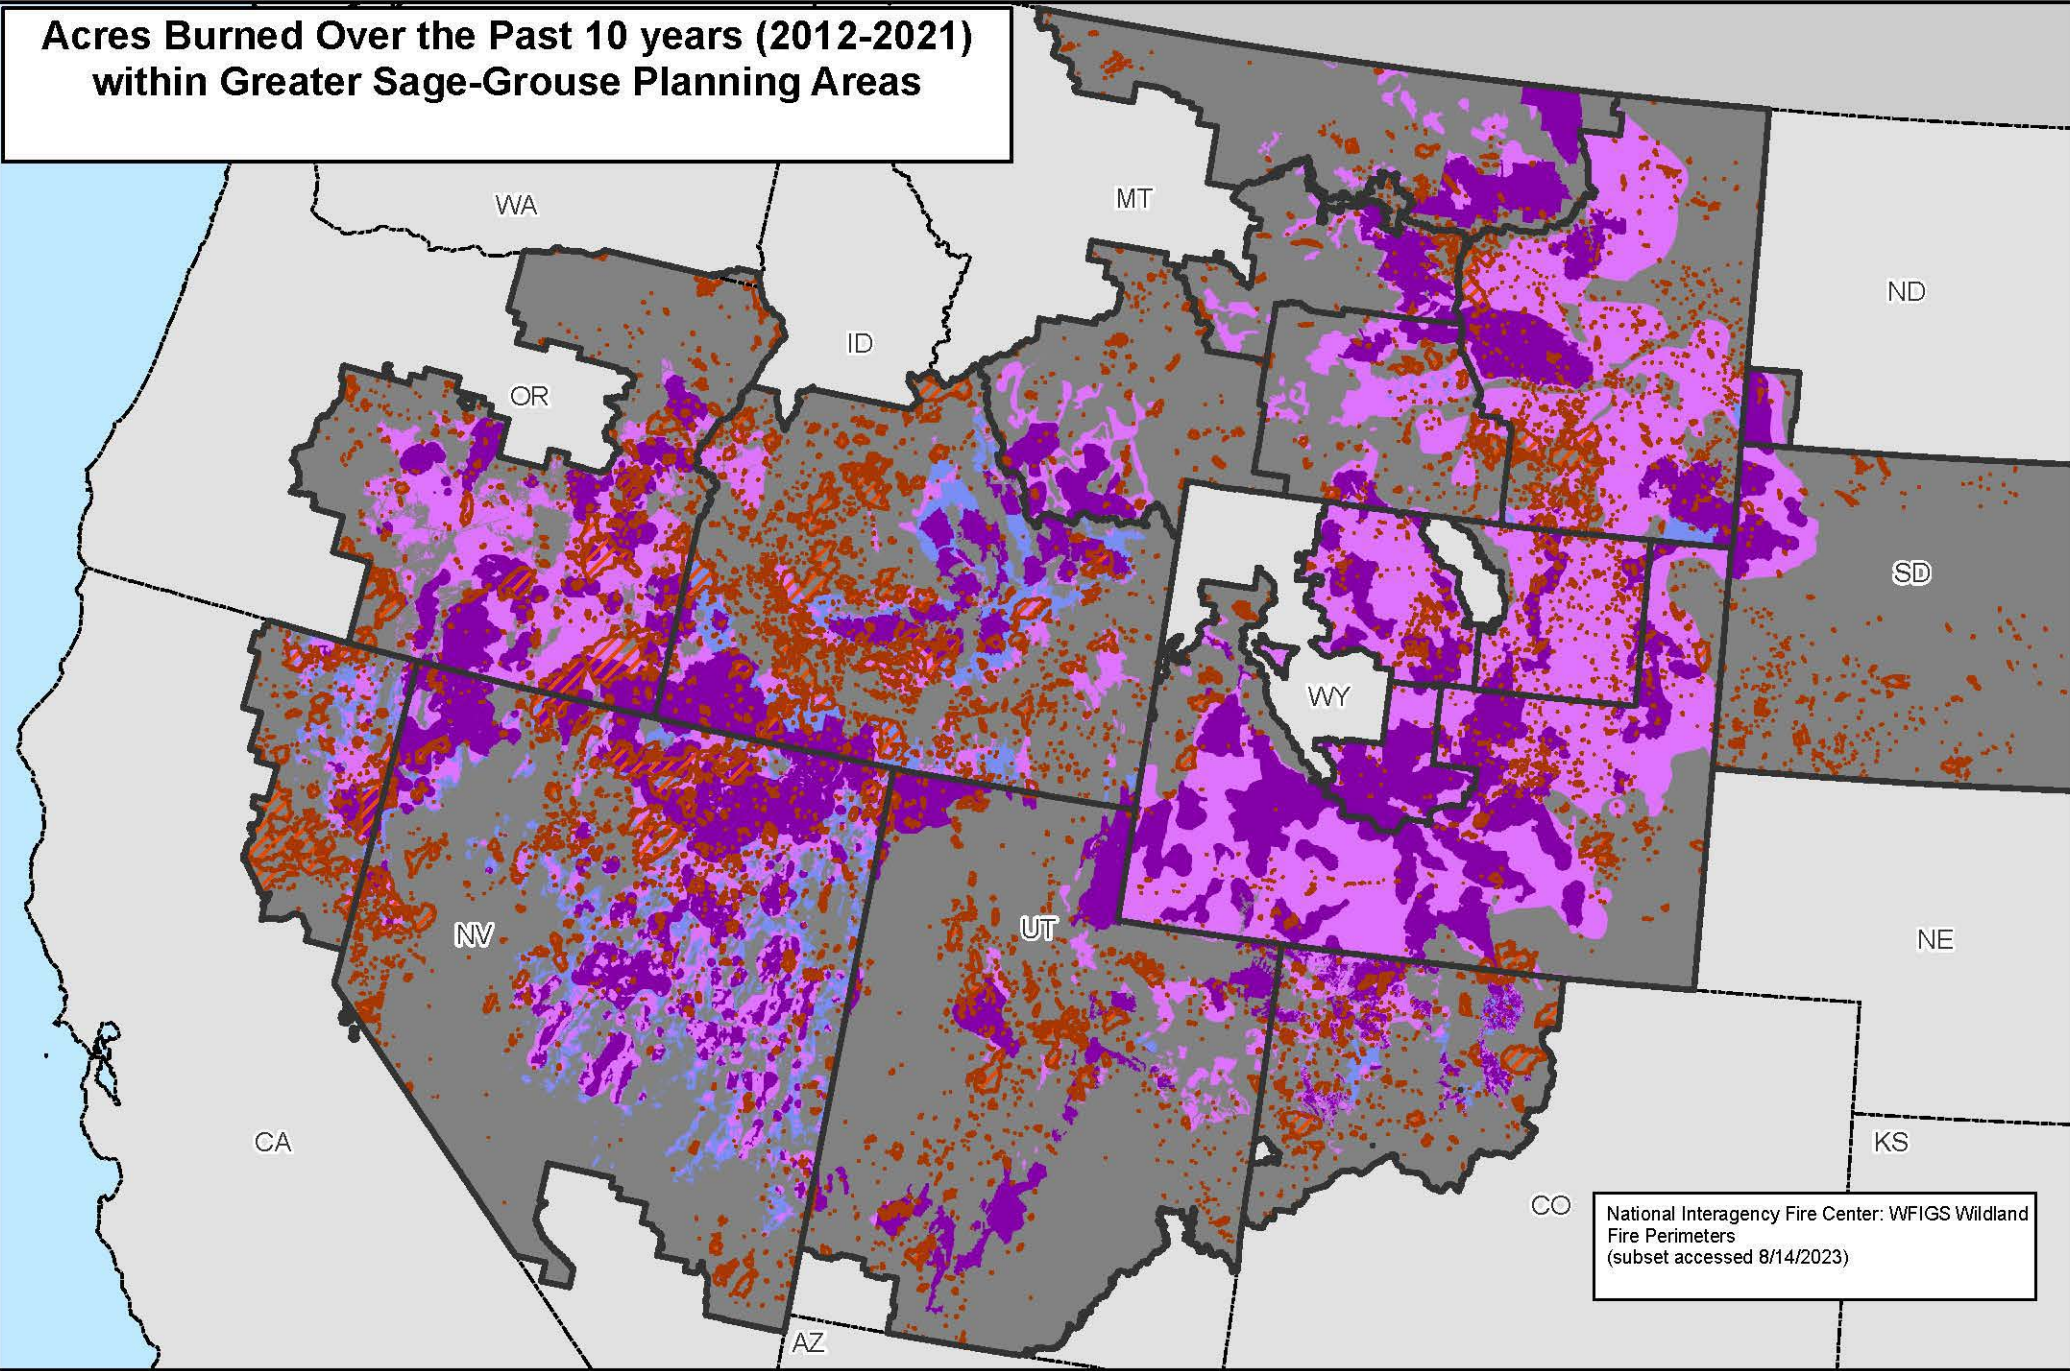 Acres Burned Over the Past 10 years (2012-2021)
within Greater Sage-Grouse Planning Areas
WA
MT
ND
ID
OR
SD
WY
NV
UT
NE
CA
KS
CO
AZ
National Interagency Fire Center: WFIGS Wildland
Fire Perimeters
(subset accessed 8/14/2023)